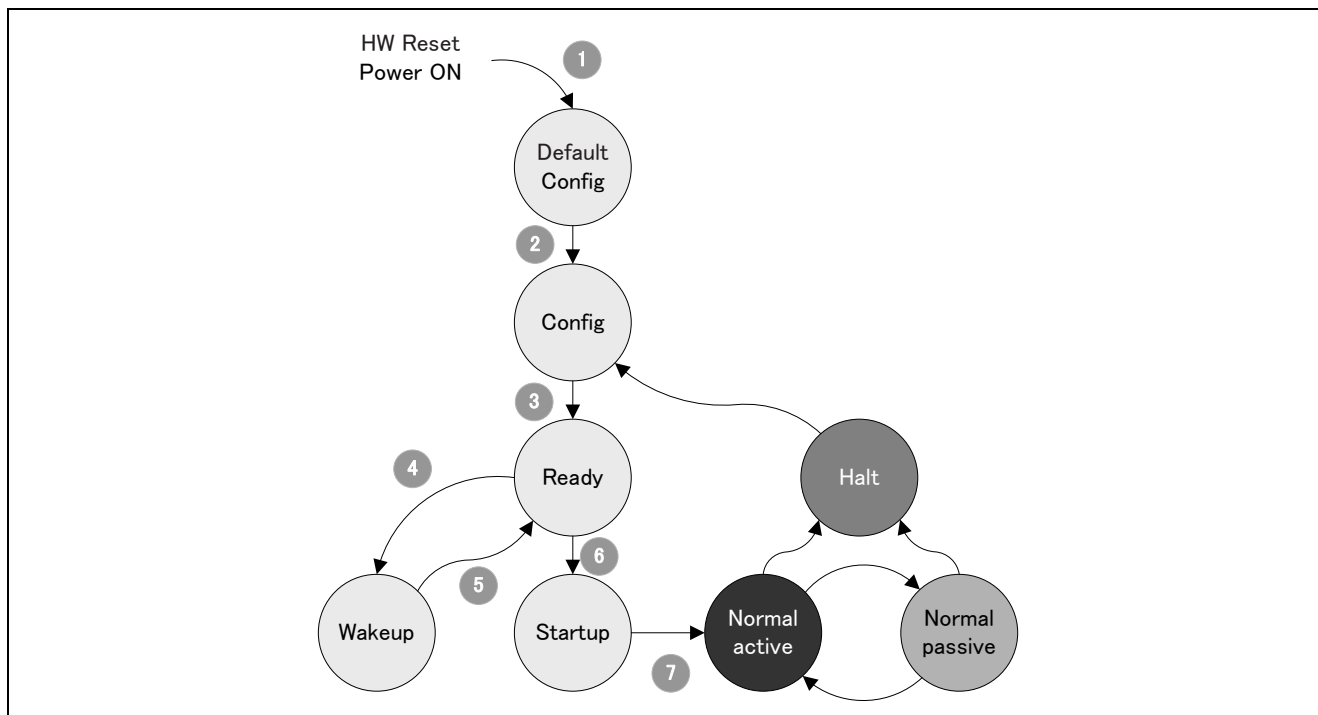 HW Reset
Power ON
1
Default
Config
2
Config
3
Ready
Halt
4
5
6
Wakeup
Startup
7
Normal
active
Normal
passive